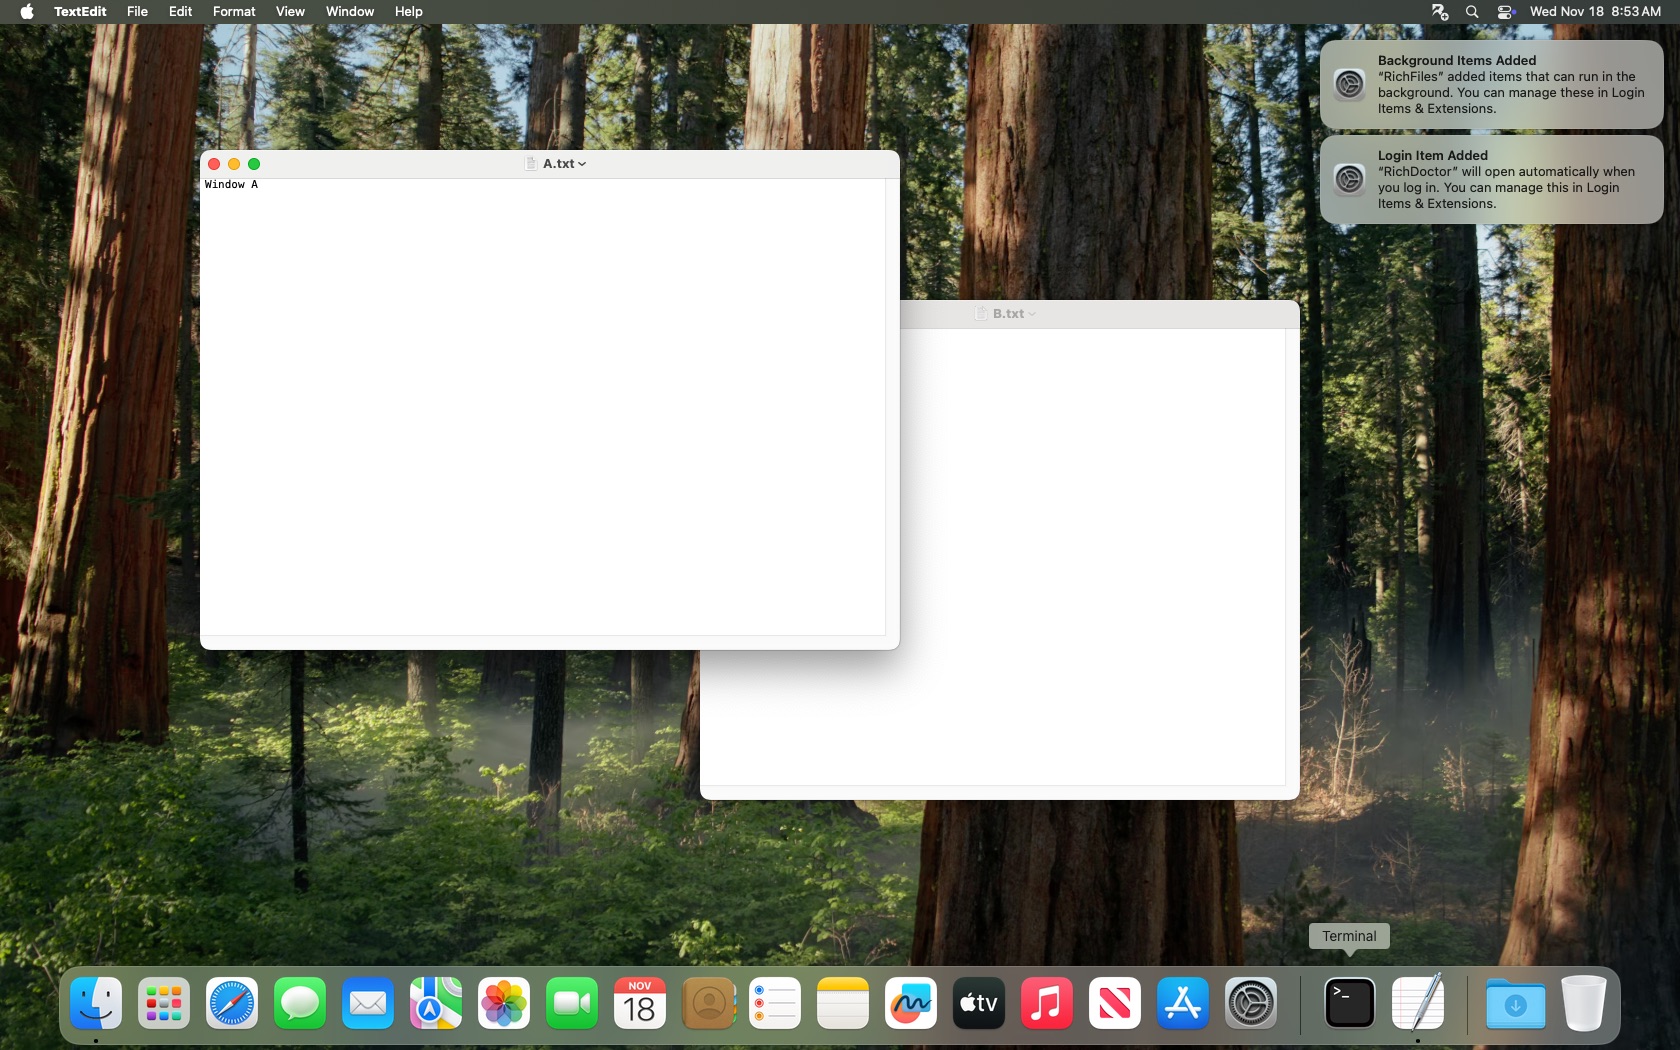 TextEdit File Edit Format View Window Help
Wed Nov 18 8:53 AM
Background Items Added
“RichFiles” added items that can run in the
background. You can manage these in Login
Items & Extensions.
Login Item Added
“RichDoctor” will open automatically when
you log in. You can manage this in Login
Items & Extensions.
A.txt
Window A
B.txt
Terminal
NOV
18
tv
>_